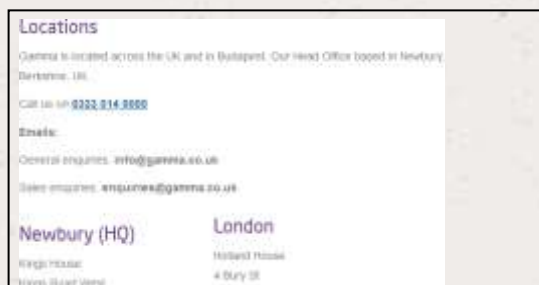 Locations
Gamma is located across the UK and in Budapest. Our Head Office based in Newbury,
Berkshire, UK.
Call us on 0333 014 0000
Emails:
General enquiries: info@gamma.co.uk
Sales enquiries: enquiries@gamma.co.uk
Newbury (HQ)
London
Kings House
Holland House
4 Bury St